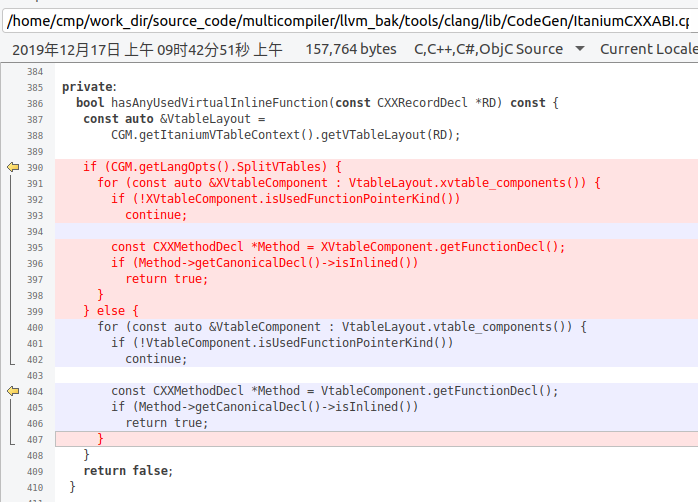 /home/cmp/work_dir/source_code/multicompiler/llvm_bak/tools/clang/lib/CodeGen/ItaniumCXXABI.cp
2019年12月17日 上午 09时42分51秒 上午 157,764 bytes C,C++,C#,ObjC Source Current Locale
384
385 private:
386 bool hasAnyUsedVirtualInlineFunction(const CXXRecordDecl *RD) const {
387 const auto &VtableLayout =
388 CGM.getItaniumVTableContext().getVTableLayout(RD);
389
390 if (CGM.getLangOpts().SplitVTables) {
391 for (const auto &XVtableComponent : VtableLayout.xvtable_components()) {
392 if (!XVtableComponent.isUsedFunctionPointerKind())
393 continue;
394
395 const CXXMethodDecl *Method = XVtableComponent.getFunctionDecl();
396 if (Method->getCanonicalDecl()->isInlined())
397 return true;
398 }
399 } else {
400 for (const auto &VtableComponent : VtableLayout.vtable_components()) {
401 if (!VtableComponent.isUsedFunctionPointerKind())
402 continue;
403
404 const CXXMethodDecl *Method = VtableComponent.getFunctionDecl();
405 if (Method->getCanonicalDecl()->isInlined())
406 return true;
407 }
408 }
409 return false;
410 }